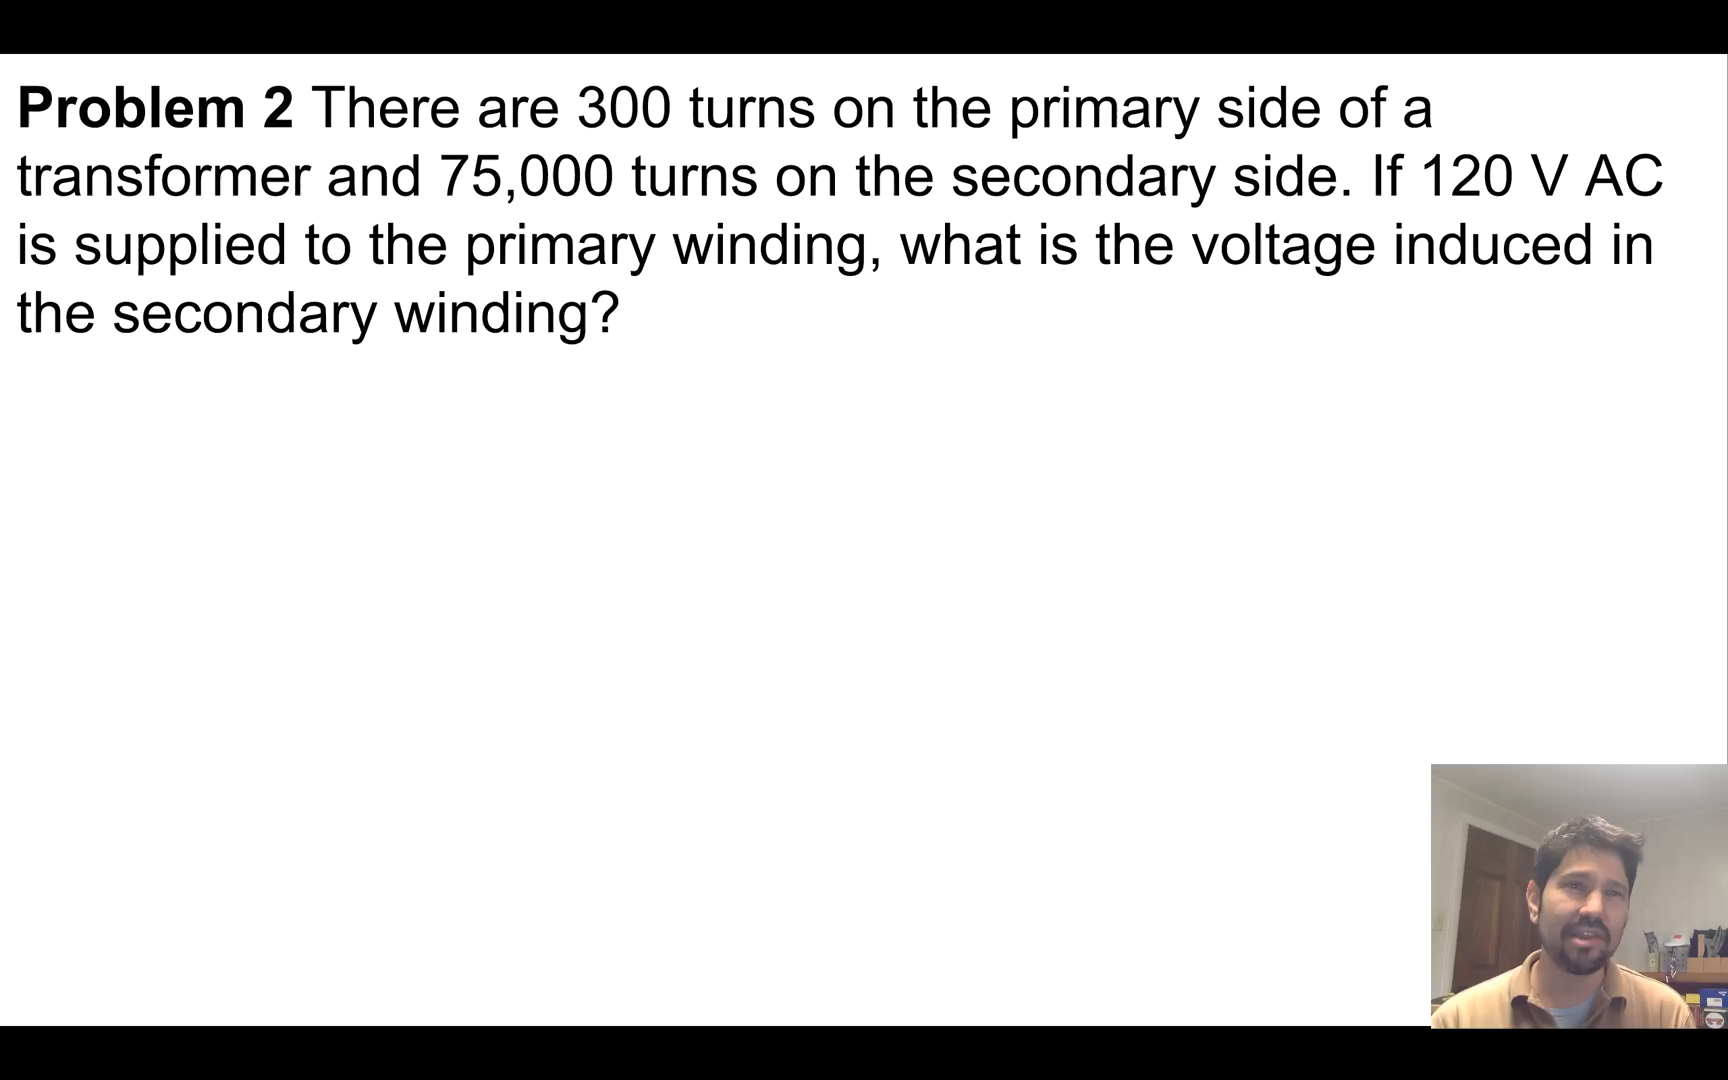 Problem 2 There are 300 turns on the primary side of a
transformer and 75,000 turns on the secondary side. If 120 V AC
is supplied to the primary winding, what is the voltage induced in
the secondary winding?